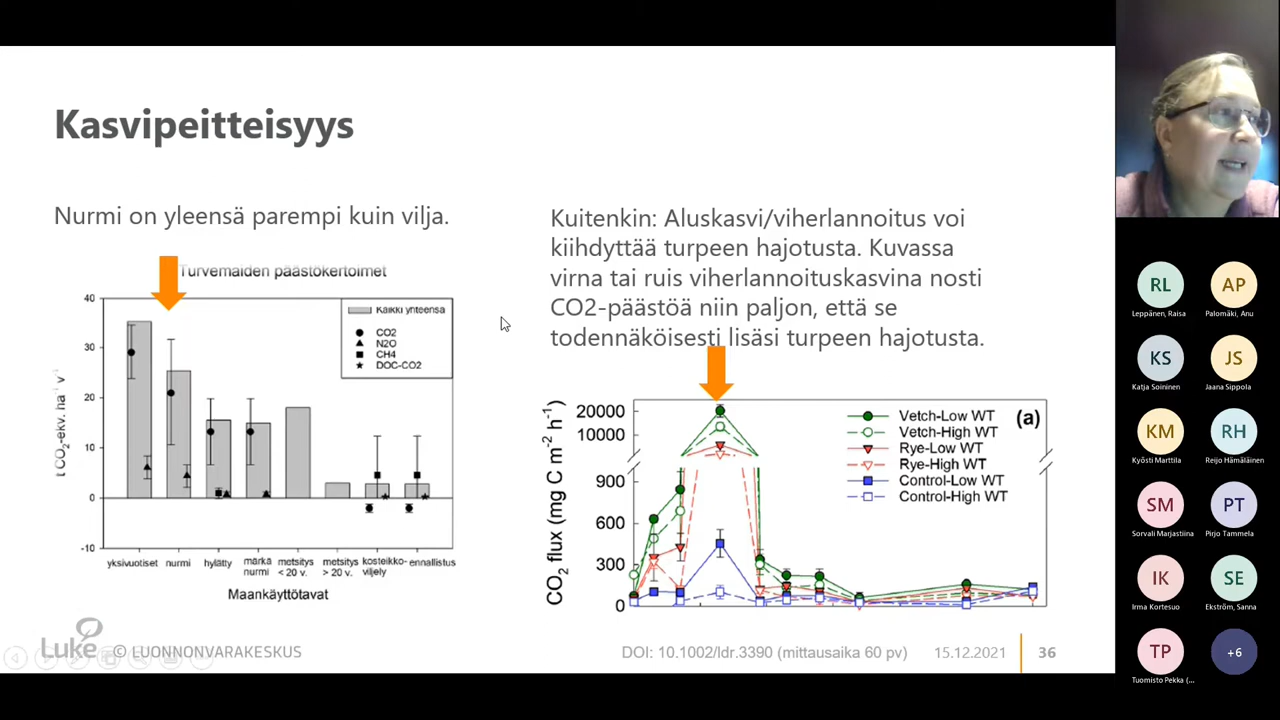 Kasvipeitteisyys
Nurmi on yleensä parempi kuin vilja.
Turvemaiden päästökertoimet
40
30
20
10
0
-10
t CO2-ekv. ha⁻¹ v⁻¹
Kaikki yhteensä
CO2
N2O
CH4
DOC-CO2
yksivuotiset
nurmi
hylätty
märkä nurmi
metsitys < 20 v.
metsitys > 20 v.
kosteikko-viljely
ennallistus
Maankäyttötavat
Kuitenkin: Aluskasvi/viherlannoitus voi
kiihdyttää turpeen hajotusta. Kuvassa
virna tai ruis viherlannoituskasvina nosti
CO2-päästöä niin paljon, että se
todennäköisesti lisäsi turpeen hajotusta.
CO₂ flux (mg C m⁻² h⁻¹)
20000
10000
900
600
300
0
(a)
Vetch-Low WT
Vetch-High WT
Rye-Low WT
Rye-High WT
Control-Low WT
Control-High WT
Luke
© LUONNONVARAKESKUS
DOI: 10.1002/ldr.3390 (mittausaika 60 pv)
15.12.2021
36
RL
Leppänen, Raisa
AP
Palomäki, Anu
KS
Katja Soininen
JS
Jaana Sippola
KM
Kyösti Marttila
RH
Reijo Hämäläinen
SM
Sorvali Marjastiina
PT
Pirjo Tammela
IK
Irma Kortesuo
SE
Ekström, Sanna
TP
Tuomisto Pekka (...
+6